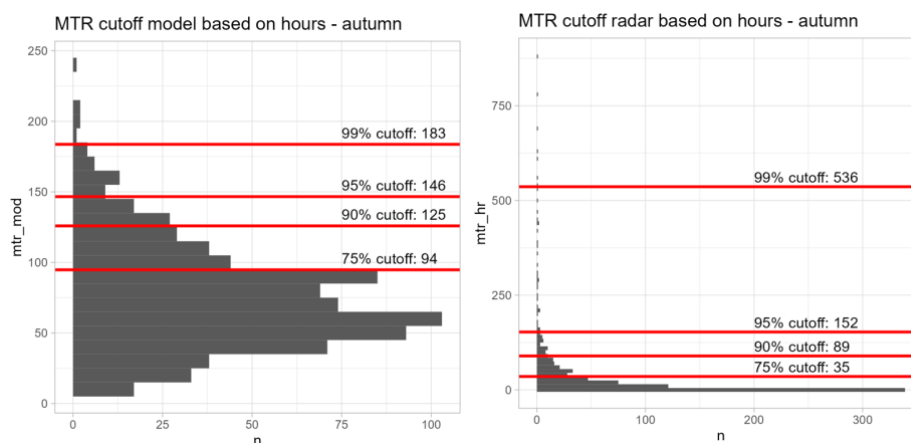 MTR cutoff model based on hours - autumn
250
200
150
100
50
0
mtr_mod
99% cutoff: 183
95% cutoff: 146
90% cutoff: 125
75% cutoff: 94
0
25
50
75
100
n
MTR cutoff radar based on hours - autumn
750
500
250
0
mtr_hr
99% cutoff: 536
95% cutoff: 152
90% cutoff: 89
75% cutoff: 35
0
100
200
300
n